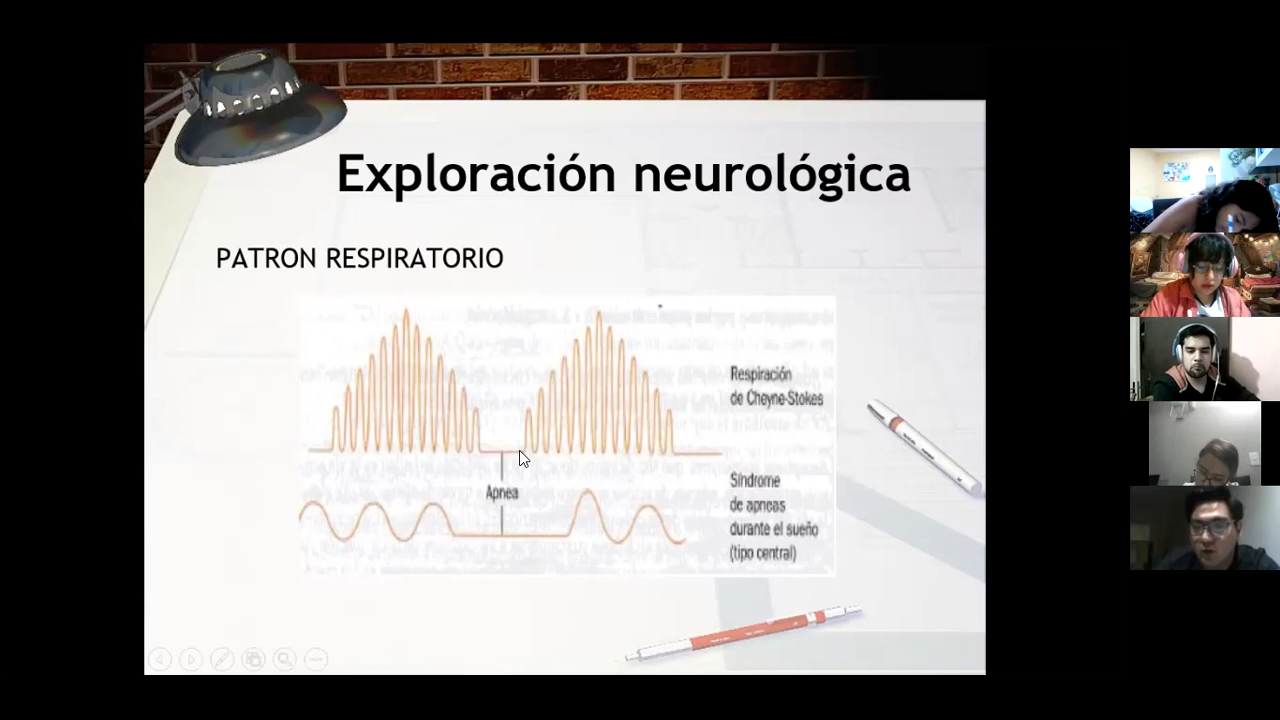 Exploración neurológica
PATRON RESPIRATORIO
Respiración
de Cheyne-Stokes
Apnea
Síndrome
de apneas
durante el sueño
(tipo central)